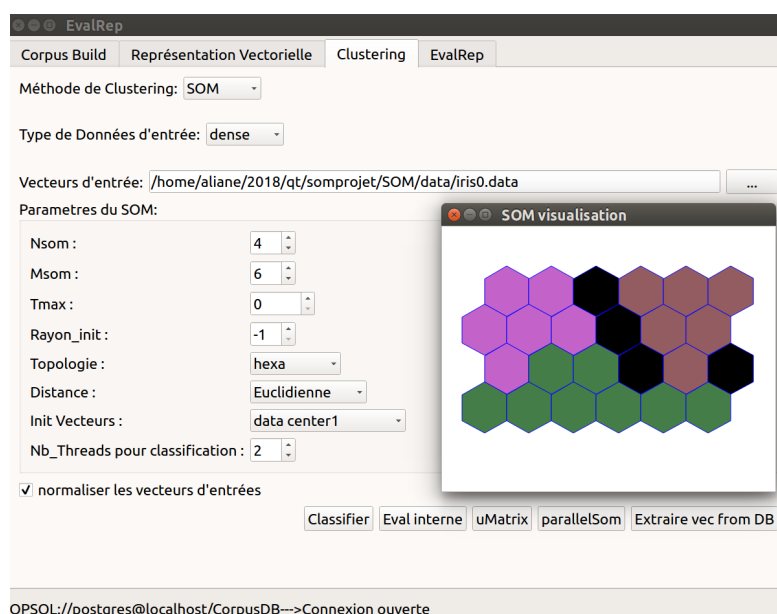 EvalRep
Corpus Build Représentation Vectorielle Clustering EvalRep
Méthode de Clustering: SOM
Type de Données d'entrée: dense
Vecteurs d'entrée: /home/aliane/2018/qt/somprojet/SOM/data/iris0.data ...
Parametres du SOM:
SOM visualisation
Nsom : 4
Msom : 6
Tmax : 0
Rayon_init : -1
Topologie : hexa
Distance : Euclidienne
Init Vecteurs : data center1
Nb_Threads pour classification : 2
normaliser les vecteurs d'entrées
Classifier Eval interne uMatrix parallelSom Extraire vec from DB
QPSQL://postgres@localhost/CorpusDB--->Connexion ouverte